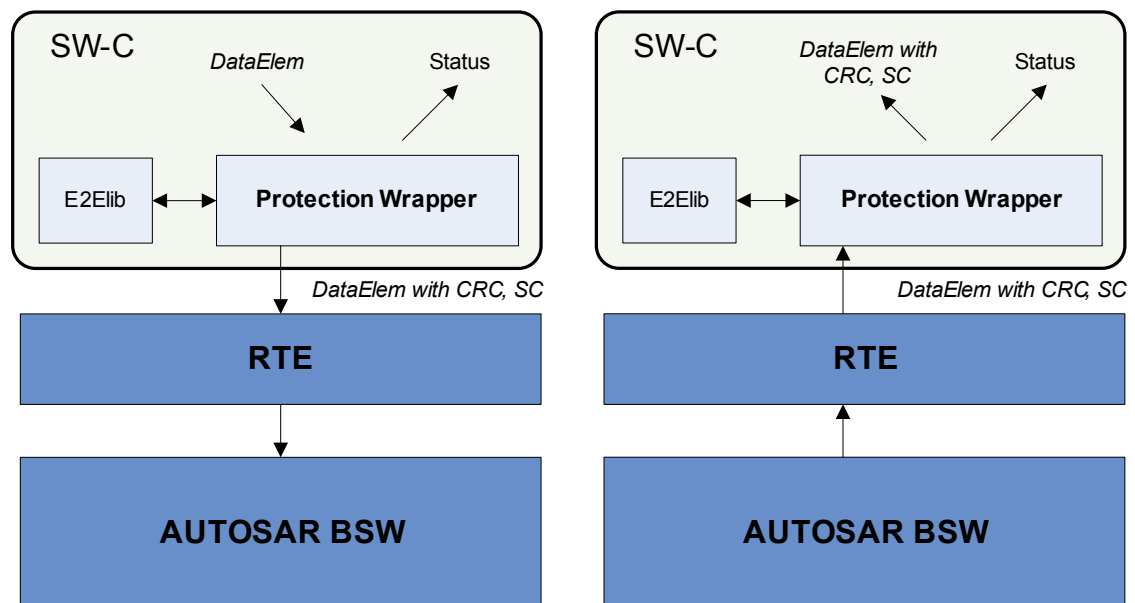 SW-C
DataElem
Status
E2Elib
Protection Wrapper
DataElem with CRC, SC
RTE
AUTOSAR BSW
SW-C
DataElem with
CRC, SC
Status
E2Elib
Protection Wrapper
DataElem with CRC, SC
RTE
AUTOSAR BSW